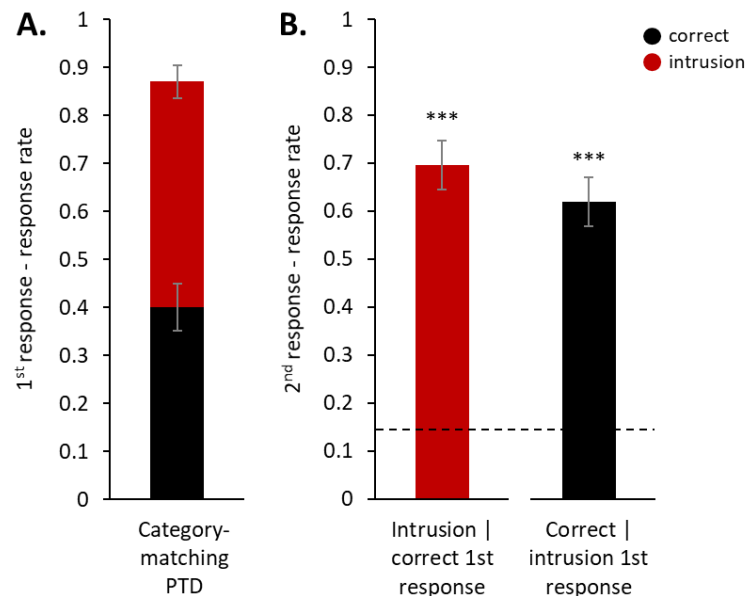 A.
1st response - response rate
1
0.9
0.8
0.7
0.6
0.5
0.4
0.3
0.2
0.1
0
Category-
matching
PTD
B.
2nd response - response rate
1
0.9
0.8
0.7
0.6
0.5
0.4
0.3
0.2
0.1
0
***
***
Intrusion |
correct 1st
response
Correct |
intrusion 1st
response
correct
intrusion